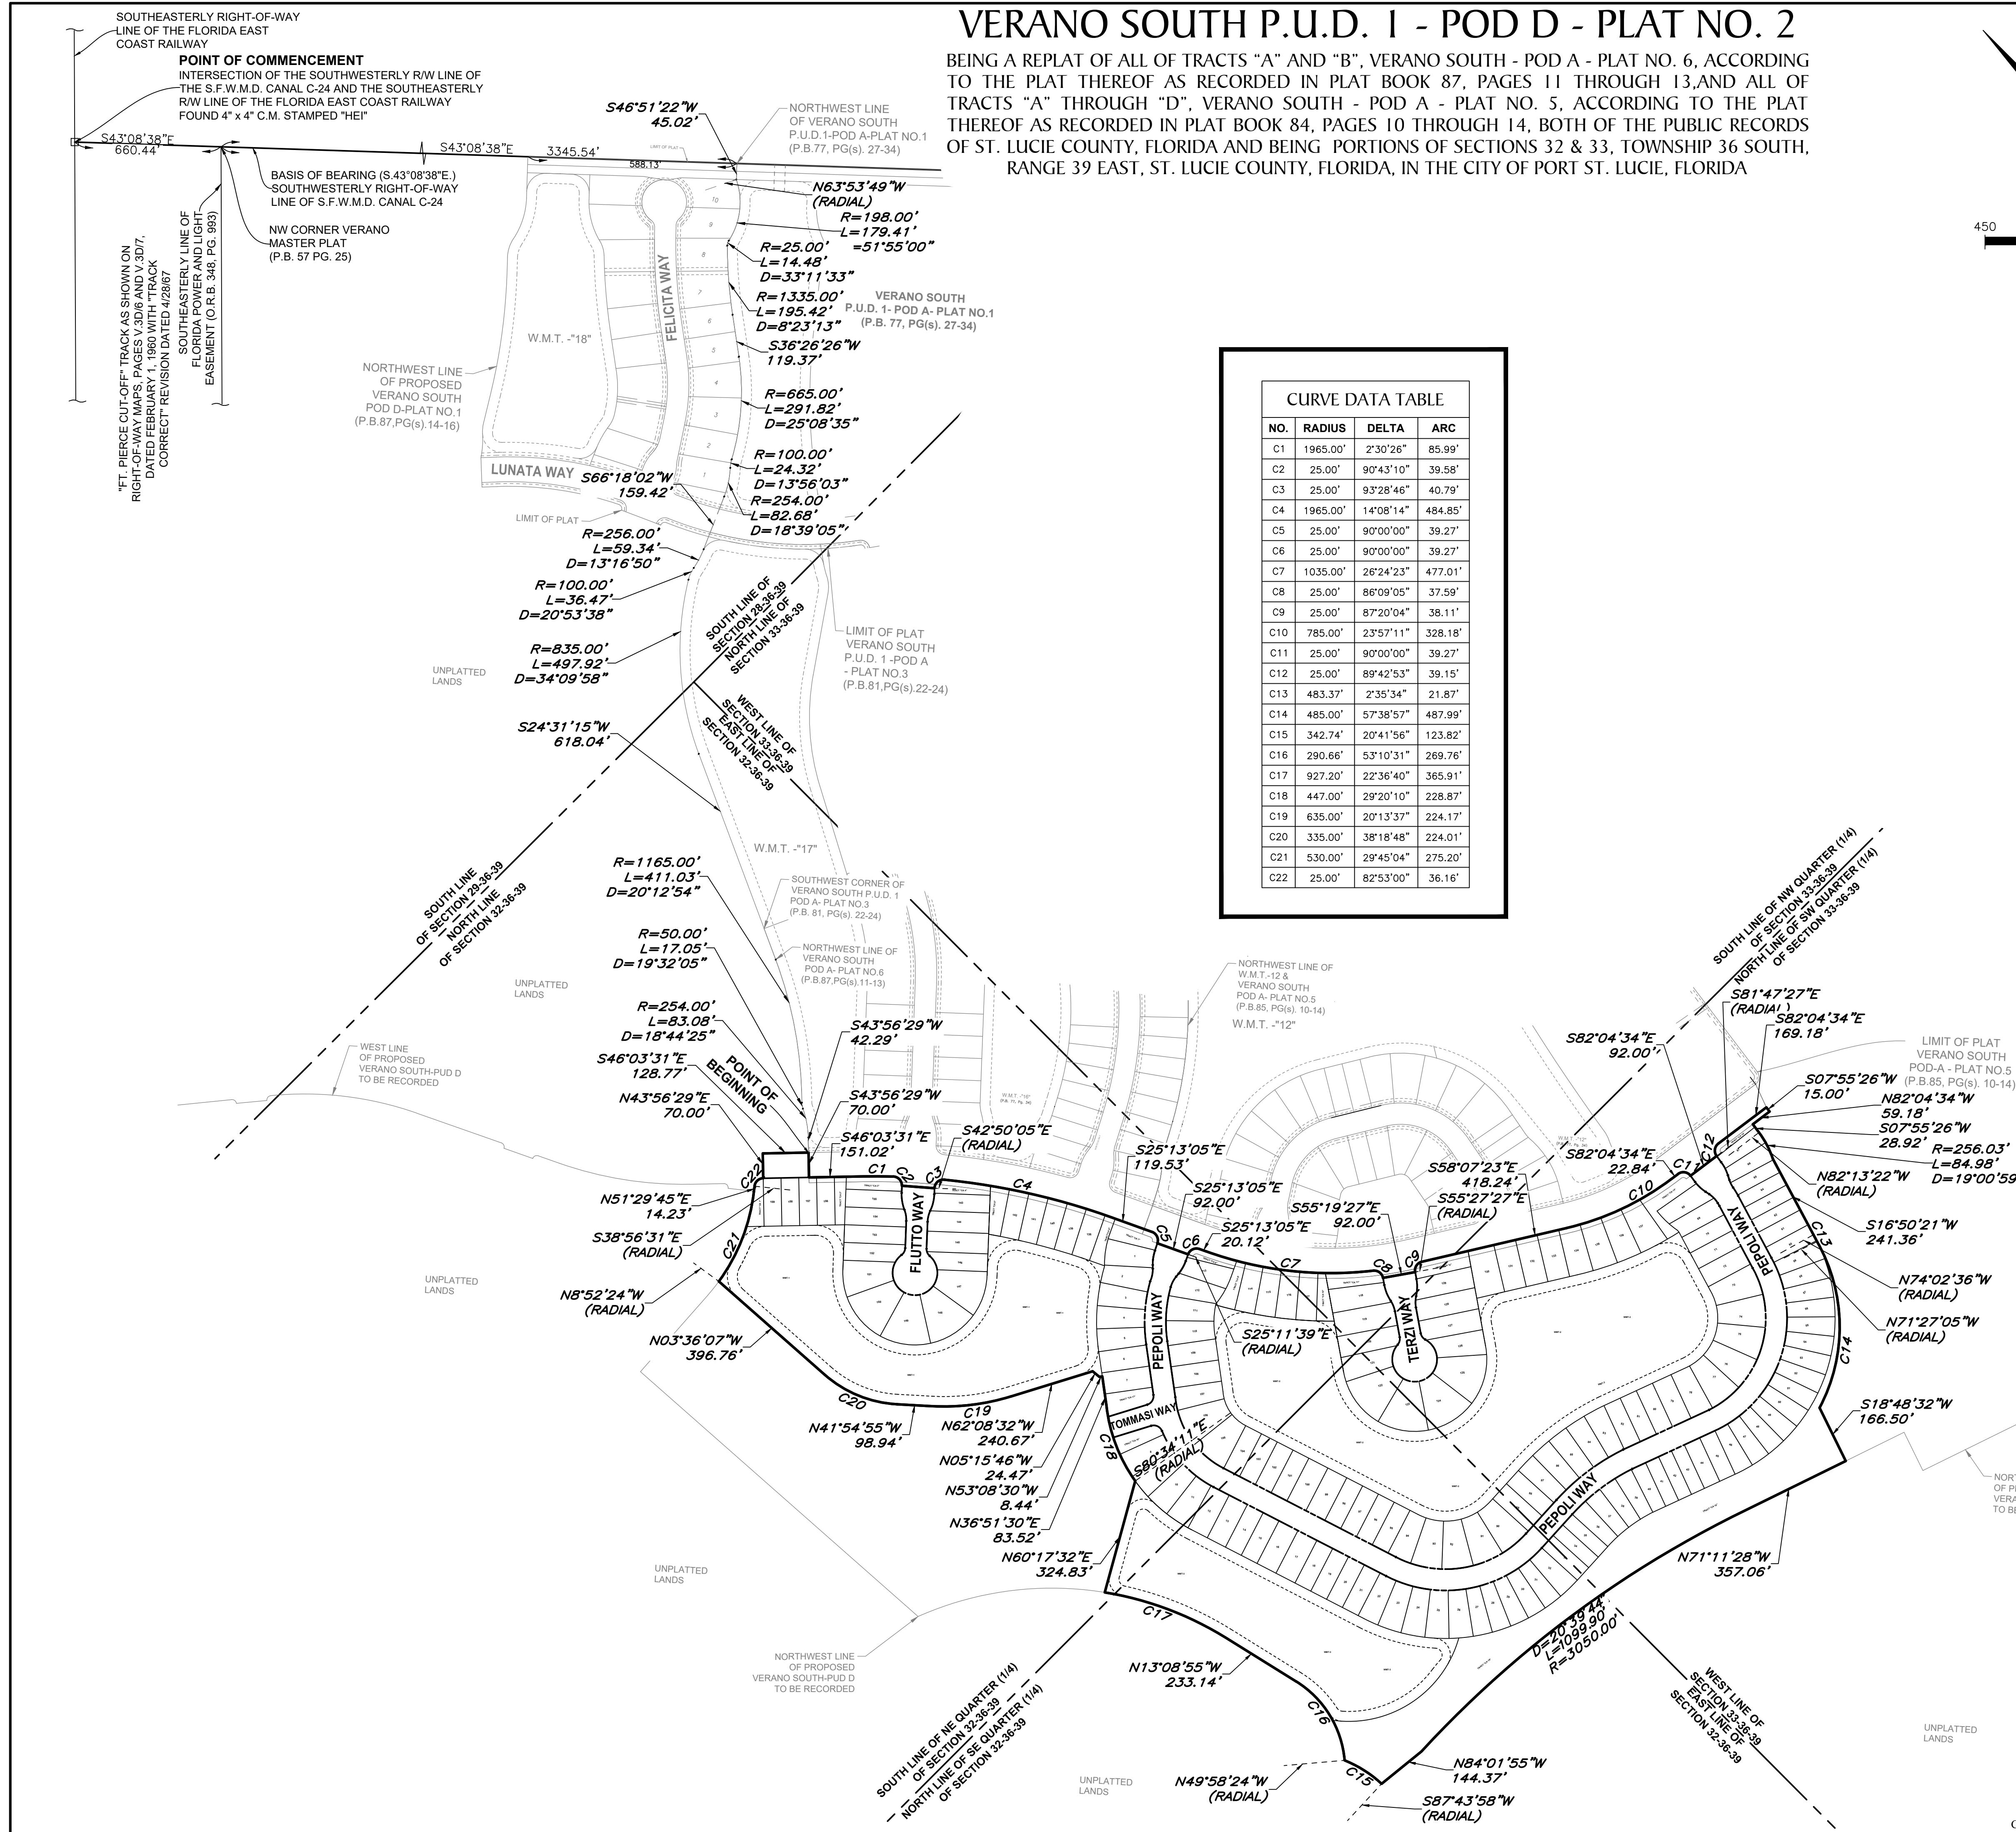 VERANO SOUTH P.U.D. 1 - POD D - PLAT NO. 2
BEING A REPLAT OF ALL OF TRACTS “A” AND “B”, VERANO SOUTH - POD A - PLAT NO. 6, ACCORDING
TO THE PLAT THEREOF AS RECORDED IN PLAT BOOK 87, PAGES 11 THROUGH 13,AND ALL OF
TRACTS “A” THROUGH “D”, VERANO SOUTH - POD A - PLAT NO. 5, ACCORDING TO THE PLAT
THEREOF AS RECORDED IN PLAT BOOK 84, PAGES 10 THROUGH 14, BOTH OF THE PUBLIC RECORDS
OF ST. LUCIE COUNTY, FLORIDA AND BEING PORTIONS OF SECTIONS 32 & 33, TOWNSHIP 36 SOUTH,
RANGE 39 EAST, ST. LUCIE COUNTY, FLORIDA, IN THE CITY OF PORT ST. LUCIE, FLORIDA
SOUTHEASTERLY RIGHT-OF-WAY
LINE OF THE FLORIDA EAST
COAST RAILWAY
POINT OF COMMENCEMENT
INTERSECTION OF THE SOUTHWESTERLY R/W LINE OF
THE S.F.W.M.D. CANAL C-24 AND THE SOUTHEASTERLY
R/W LINE OF THE FLORIDA EAST COAST RAILWAY
FOUND 4" x 4" C.M. STAMPED "HEI"
S43°08'38"E
660.44'
S43°08'38"E
3345.54'
LIMIT OF PLAT
588.13'
S46°51'22"W
45.02'
NORTHWEST LINE
OF VERANO SOUTH
P.U.D.1-POD A-PLAT NO.1
(P.B.77, PG(s). 27-34)
BASIS OF BEARING (S.43°08'38"E.)
SOUTHWESTERLY RIGHT-OF-WAY
LINE OF S.F.W.M.D. CANAL C-24
NW CORNER VERANO
MASTER PLAT
(P.B. 57 PG. 25)
"FT. PIERCE CUT-OFF" TRACK AS SHOWN ON
RIGHT-OF-WAY MAPS, PAGES V.3D/6 AND V.3D/7,
DATED FEBRUARY 1, 1960 WITH "TRACK
CORRECT" REVISION DATED 4/28/67
SOUTHEASTERLY LINE OF
FLORIDA POWER AND LIGHT
EASEMENT (O.R.B. 348, PG. 993)
450
N63°53'49"W
(RADIAL)
R=198.00'
L=179.41'
=51°55'00"
R=25.00'
L=14.48'
D=33°11'33"
R=1335.00'
L=195.42'
D=8°23'13"
VERANO SOUTH
P.U.D. 1- POD A- PLAT NO.1
(P.B. 77, PG(s). 27-34)
S36°26'26"W
119.37'
R=665.00'
L=291.82'
D=25°08'35"
R=100.00'
L=24.32'
D=13°56'03"
R=254.00'
L=82.68'
D=18°39'05"
10
9
8
7
6
5
4
3
2
1
FELICITA WAY
W.M.T. -"18"
NORTHWEST LINE
OF PROPOSED
VERANO SOUTH
POD D-PLAT NO.1
(P.B.87,PG(s).14-16)
LUNATA WAY
S66°18'02"W
159.42'
LIMIT OF PLAT
R=256.00'
L=59.34'
D=13°16'50"
R=100.00'
L=36.47'
D=20°53'38"
R=835.00'
L=497.92'
D=34°09'58"
UNPLATTED
LANDS
SOUTH LINE OF
SECTION 28-36-39
NORTH LINE OF
SECTION 33-36-39
LIMIT OF PLAT
VERANO SOUTH
P.U.D. 1 -POD A
- PLAT NO.3
(P.B.81,PG(s).22-24)
S24°31'15"W
618.04'
WEST LINE OF
SECTION 33-36-39
EAST LINE OF
SECTION 32-36-39
CURVE DATA TABLE
NO. RADIUS DELTA ARC
C1 1965.00' 2°30'26" 85.99'
C2 25.00' 90°43'10" 39.58'
C3 25.00' 93°28'46" 40.79'
C4 1965.00' 14°08'14" 484.85'
C5 25.00' 90°00'00" 39.27'
C6 25.00' 90°00'00" 39.27'
C7 1035.00' 26°24'23" 477.01'
C8 25.00' 86°09'05" 37.59'
C9 25.00' 87°20'04" 38.11'
C10 785.00' 23°57'11" 328.18'
C11 25.00' 90°00'00" 39.27'
C12 25.00' 89°42'53" 39.15'
C13 483.37' 2°35'34" 21.87'
C14 485.00' 57°38'57" 487.99'
C15 342.74' 20°41'56" 123.82'
C16 290.66' 53°10'31" 269.76'
C17 927.20' 22°36'40" 365.91'
C18 447.00' 29°20'10" 228.87'
C19 635.00' 20°13'37" 224.17'
C20 335.00' 38°18'48" 224.01'
C21 530.00' 29°45'04" 275.20'
C22 25.00' 82°53'00" 36.16'
W.M.T. -"17"
R=1165.00'
L=411.03'
D=20°12'54"
SOUTHWEST CORNER OF
VERANO SOUTH P.U.D. 1
POD A- PLAT NO.3
(P.B. 81, PG(s). 22-24)
R=50.00'
L=17.05'
D=19°32'05"
NORTHWEST LINE OF
VERANO SOUTH
POD A- PLAT NO.6
(P.B.87,PG(s).11-13)
SOUTH LINE
OF SECTION 29-36-39
NORTH LINE
OF SECTION 32-36-39
UNPLATTED
LANDS
R=254.00'
L=83.08'
D=18°44'25"
S43°56'29"W
42.29'
S46°03'31"E
128.77'
POINT OF
BEGINNING
N43°56'29"E
70.00'
S43°56'29"W
70.00'
S46°03'31"E
151.02'
S42°50'05"E
(RADIAL)
WEST LINE
OF PROPOSED
VERANO SOUTH-PUD D
TO BE RECORDED
NORTHWEST LINE OF
W.M.T.-12 &
VERANO SOUTH
POD A- PLAT NO.5
(P.B.85, PG(s). 10-14)
W.M.T. -"12"
W.M.T. -"16"
SOUTH LINE OF NW QUARTER (1/4)
OF SECTION 33-36-39
NORTH LINE OF SW QUARTER (1/4)
OF SECTION 33-36-39
S81°47'27"E
(RADIAL)
S82°04'34"E
169.18'
S82°04'34"E
92.00'
LIMIT OF PLAT
VERANO SOUTH
POD-A - PLAT NO.5
(P.B.85, PG(s). 10-14)
S07°55'26"W
15.00'
N82°04'34"W
59.18'
S07°55'26"W
28.92'
R=256.03'
L=84.98'
D=19°00'59
N82°13'22"W
(RADIAL)
S82°04'34"E
22.84'
S16°50'21"W
241.36'
N74°02'36"W
(RADIAL)
N71°27'05"W
(RADIAL)
S25°13'05"E
119.53'
S25°13'05"E
92.00'
S25°13'05"E
20.12'
S58°07'23"E
418.24'
S55°19'27"E
92.00'
S55°27'27"E
(RADIAL)
C22
C1
C2
C3
C4
C5
C6
C7
C8
C9
C10
C11
C12
C13
C14
N51°29'45"E
14.23'
S38°56'31"E
(RADIAL)
C21
FLUTTO WAY
PEPOLI WAY
TERZI WAY
PEPOLI WAY
UNPLATTED
LANDS
N8°52'24"W
(RADIAL)
N03°36'07"W
396.76'
S25°11'39"E
(RADIAL)
C20
C19
N41°54'55"W
98.94'
N62°08'32"W
240.67'
TOMMASI WAY
C18
S80°34'11"E
(RADIAL)
N05°15'46"W
24.47'
N53°08'30"W
8.44'
N36°51'30"E
83.52'
N60°17'32"E
324.83'
S18°48'32"W
166.50'
PEPOLI WAY
N71°11'28"W
357.06'
UNPLATTED
LANDS
C17
D=20°39'44"
L=1099.90'
R=3050.00'
NORTHWEST LINE
OF PROPOSED
VERANO SOUTH-PUD D
TO BE RECORDED
N13°08'55"W
233.14'
C16
WEST LINE OF
SECTION 33-36-39
EAST LINE OF
SECTION 32-36-39
UNPLATTED
LANDS
SOUTH LINE OF NE QUARTER (1/4)
OF SECTION 32-36-39
NORTH LINE OF SE QUARTER (1/4)
OF SECTION 32-36-39
UNPLATTED
LANDS
C15
N49°58'24"W
(RADIAL)
N84°01'55"W
144.37'
S87°43'58"W
(RADIAL)